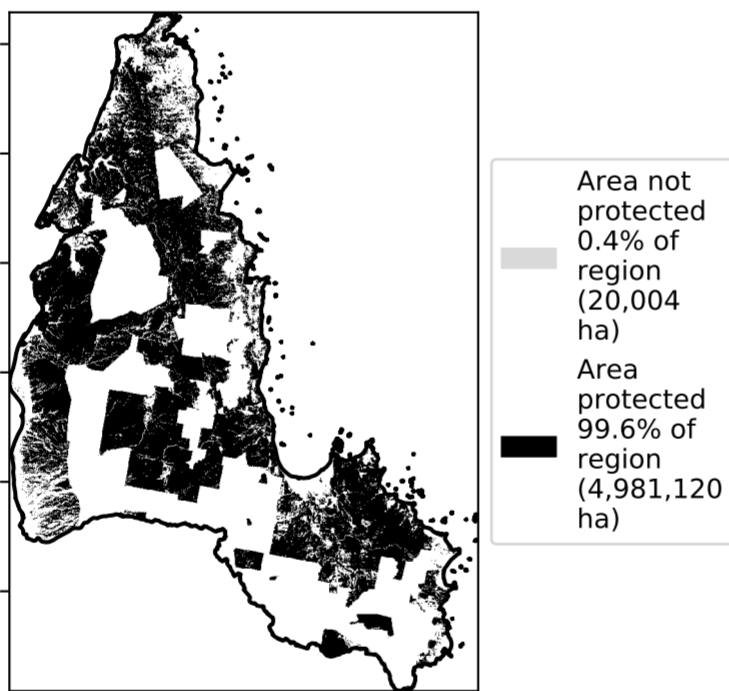 Area not
protected
0.4% of
region
(20,004
ha)
Area
protected
99.6% of
region
(4,981,120
ha)